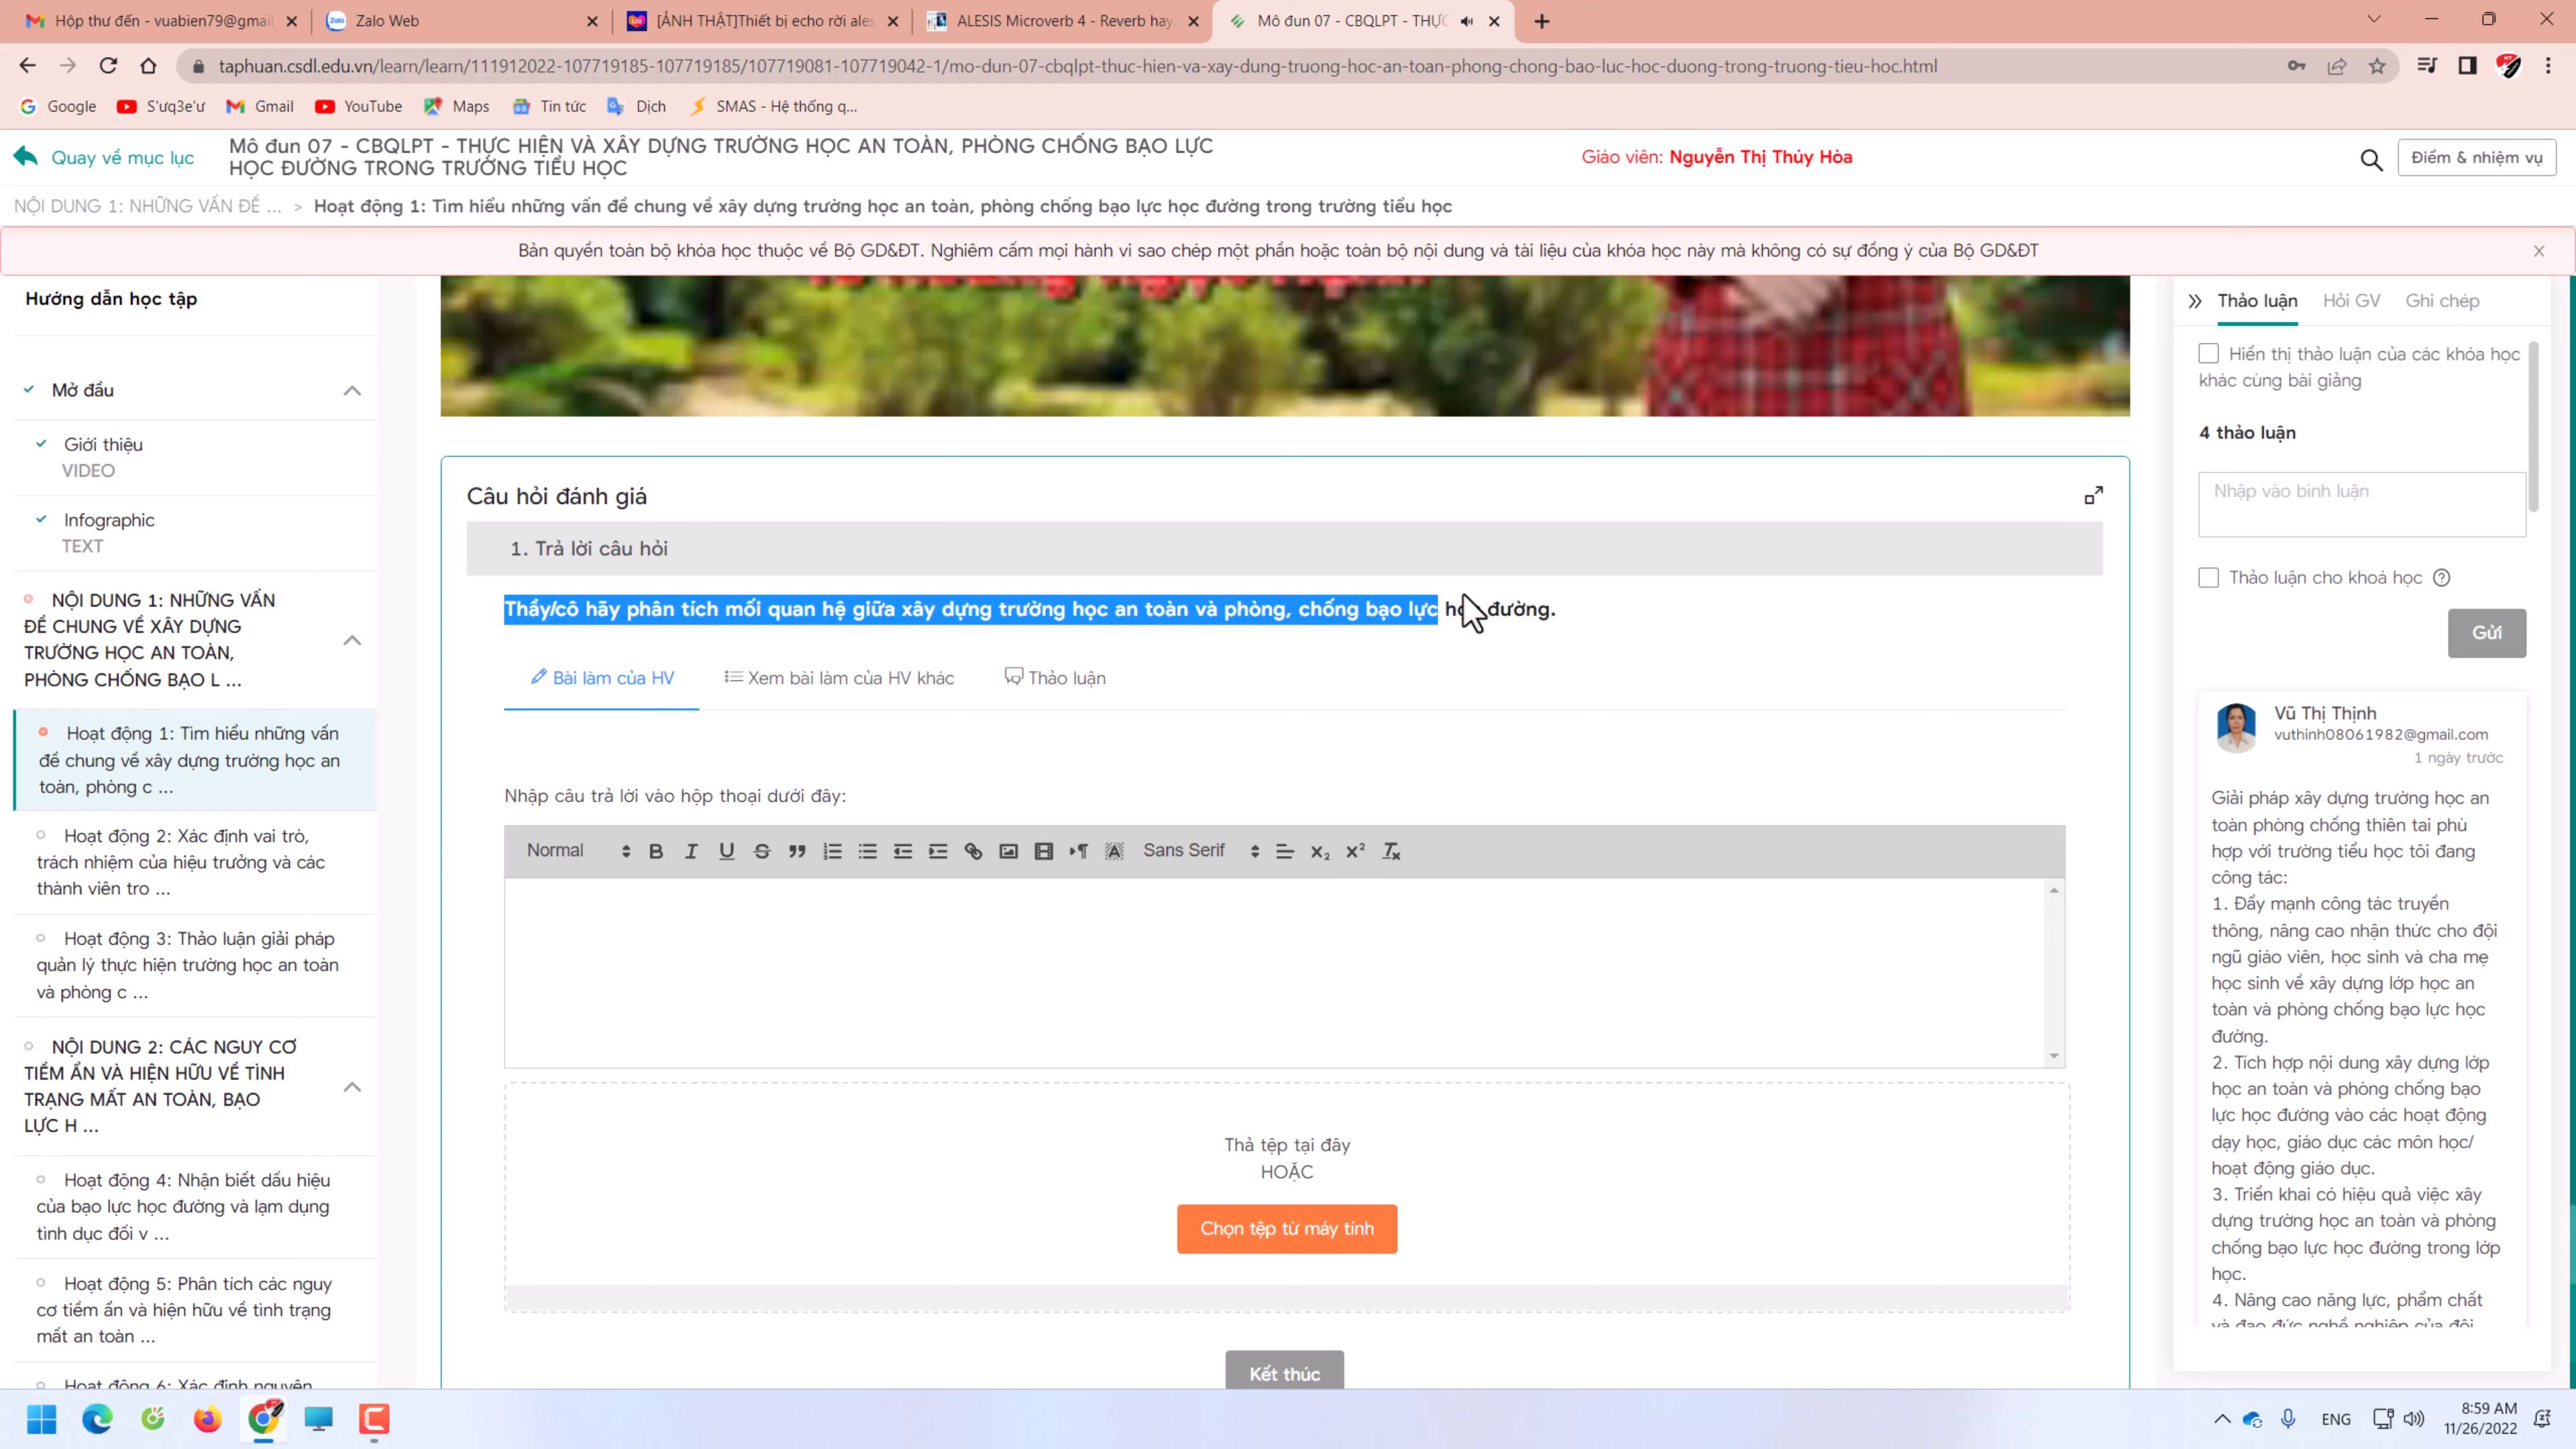 Hộp thư đến - vuabien79@gmail
Zalo Web
[ẢNH THẬT]Thiết bị echo rời ales
ALESIS Microverb 4 - Reverb hay
Mô đun 07 - CBQLPT - THỰC
taphuan.csdl.edu.vn/learn/learn/111912022-107719185-107719185/107719081-107719042-1/mo-dun-07-cbqlpt-thuc-hien-va-xay-dung-truong-hoc-an-toan-phong-chong-bao-luc-hoc-duong-trong-truong-tieu-hoc.html
Google
S'ưq3e'ư
Gmail
YouTube
Maps
Tin tức
Dịch
SMAS - Hệ thống q...
Quay về mục lục
Mô đun 07 - CBQLPT - THỰC HIỆN VÀ XÂY DỰNG TRƯỜNG HỌC AN TOÀN, PHÒNG CHỐNG BẠO LỰC
HỌC ĐƯỜNG TRONG TRƯỜNG TIỂU HỌC
Giáo viên: Nguyễn Thị Thúy Hòa
Điểm & nhiệm vụ
NỘI DUNG 1: NHỮNG VẤN ĐỀ ... > Hoạt động 1: Tìm hiểu những vấn đề chung về xây dựng trường học an toàn, phòng chống bạo lực học đường trong trường tiểu học
Bản quyền toàn bộ khóa học thuộc về Bộ GD&ĐT. Nghiêm cấm mọi hành vi sao chép một phần hoặc toàn bộ nội dung và tài liệu của khóa học này mà không có sự đồng ý của Bộ GD&ĐT
Hướng dẫn học tập
Mở đầu
Giới thiệu
VIDEO
Infographic
TEXT
NỘI DUNG 1: NHỮNG VẤN
ĐỀ CHUNG VỀ XÂY DỰNG
TRƯỜNG HỌC AN TOÀN,
PHÒNG CHỐNG BẠO L ...
Hoạt động 1: Tìm hiểu những vấn
đề chung về xây dựng trường học an
toàn, phòng c ...
Hoạt động 2: Xác định vai trò,
trách nhiệm của hiệu trưởng và các
thành viên tro ...
Hoạt động 3: Thảo luận giải pháp
quản lý thực hiện trường học an toàn
và phòng c ...
NỘI DUNG 2: CÁC NGUY CƠ
TIỀM ẨN VÀ HIỆN HỮU VỀ TÌNH
TRẠNG MẤT AN TOÀN, BẠO
LỰC H ...
Hoạt động 4: Nhận biết dấu hiệu
của bạo lực học đường và lạm dụng
tình dục đối v ...
Hoạt động 5: Phân tích các nguy
cơ tiềm ẩn và hiện hữu về tình trạng
mất an toàn ...
Hoạt động 6: Xác định nguyên
Câu hỏi đánh giá
1. Trả lời câu hỏi
Thầy/cô hãy phân tích mối quan hệ giữa xây dựng trường học an toàn và phòng, chống bạo lực đường.
Bài làm của HV
Xem bài làm của HV khác
Thảo luận
Nhập câu trả lời vào hộp thoại dưới đây:
Normal
Sans Serif
Thả tệp tại đây
HOẶC
Chọn tệp từ máy tính
Kết thúc
Thảo luận
Hỏi GV
Ghi chép
Hiển thị thảo luận của các khóa học
khác cùng bài giảng
4 thảo luận
Nhập vào bình luận
Thảo luận cho khoá học
Gửi
Vũ Thị Thịnh
vuthinh08061982@gmail.com
1 ngày trước
Giải pháp xây dựng trường học an
toàn phòng chống thiên tai phù
hợp với trường tiểu học tôi đang
công tác:
1. Đẩy mạnh công tác truyền
thông, nâng cao nhận thức cho đội
ngũ giáo viên, học sinh và cha mẹ
học sinh về xây dựng lớp học an
toàn và phòng chống bạo lực học
đường.
2. Tích hợp nội dung xây dựng lớp
học an toàn và phòng chống bạo
lực học đường vào các hoạt động
dạy học, giáo dục các môn học/
hoạt động giáo dục.
3. Triển khai có hiệu quả việc xây
dựng trường học an toàn và phòng
chống bạo lực học đường trong lớp
học.
4. Nâng cao năng lực, phẩm chất
và đạo đức nghề nghiệp của đội
ENG
8:59 AM
11/26/2022